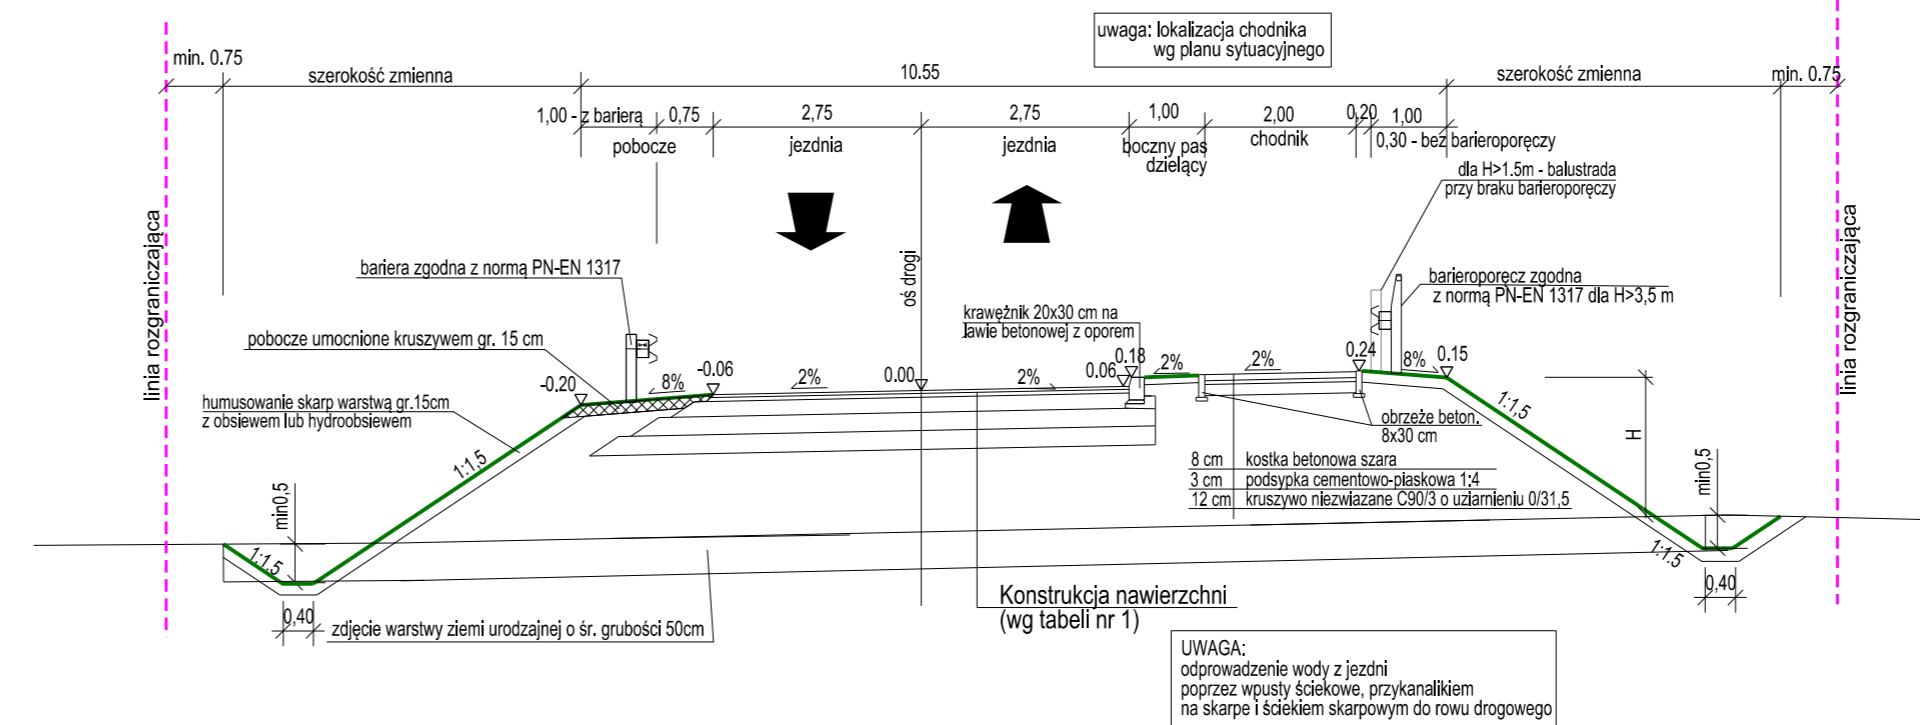 uwaga: lokalizacja chodnika
wg planu sytuacyjnego
min. 0.75
szerokość zmienna
10.55
szerokość zmienna
min. 0.75
1,00 - z barierą
0,75
2,75
2,75
1,00
2,00
0,20
1,00
pobocze
jezdnia
jezdnia
boczny pas
dzielący
chodnik
0,30 - bez barieroporęczy
dla H>1.5m - balustrada
przy braku barieroporęczy
linia rozgraniczająca
linia rozgraniczająca
oś drogi
bariera zgodna z normą PN-EN 1317
barieroporęcz zgodna
z normą PN-EN 1317 dla H>3,5 m
krawężnik 20x30 cm na
ławie betonowej z oporem
pobocze umocnione kruszywem gr. 15 cm
-0.20
8%
-0.06
2%
0.00
2%
0.06
0.18
2%
2%
0.24
8%
0.15
humusowanie skarp warstwą gr.15cm
z obsiewem lub hydroobsiewem
1:1,5
1:1,5
H
obrzeże beton.
8x30 cm
8 cm kostka betonowa szara
3 cm podsypka cementowo-piaskowa 1:4
12 cm kruszywo niezwiazane C90/3 o uziarnieniu 0/31,5
min0,5
min0,5
1:1.5
1:1.5
0,40
0,40
Konstrukcja nawierzchni
(wg tabeli nr 1)
zdjęcie warstwy ziemi urodzajnej o śr. grubości 50cm
UWAGA:
odprowadzenie wody z jezdni
poprzez wpusty ściekowe, przykanalikiem
na skarpe i ściekiem skarpowym do rowu drogowego